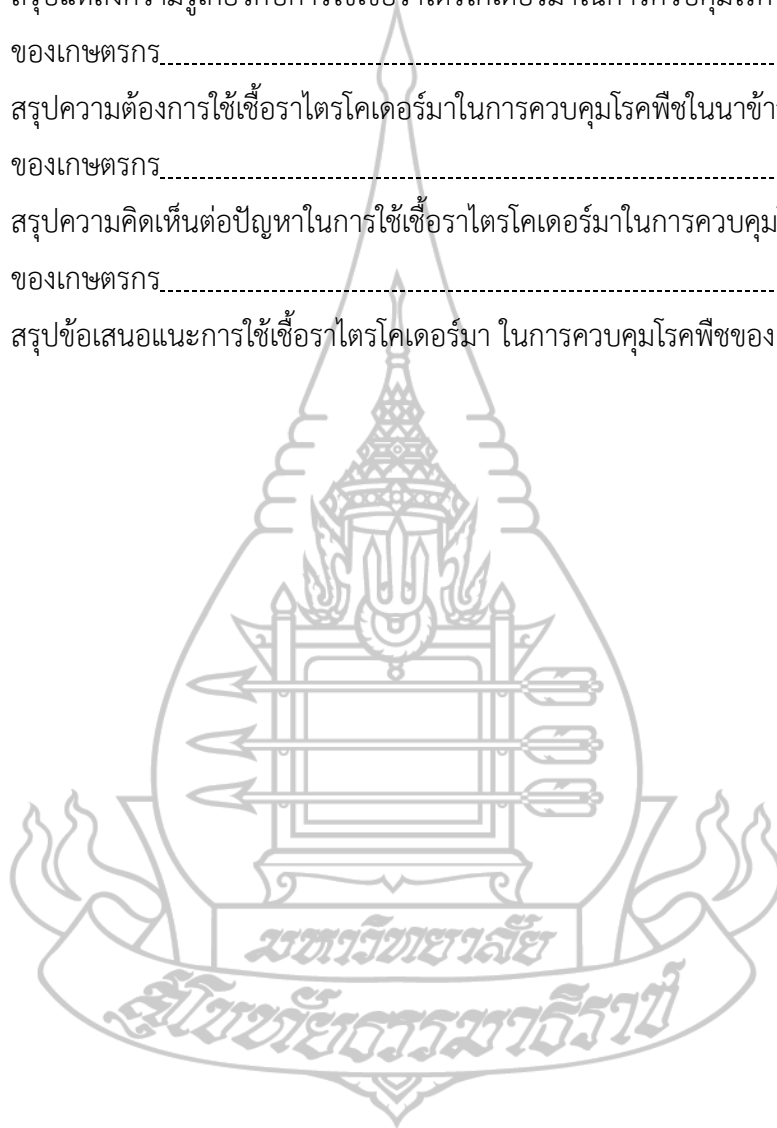 ของเกษตรกร
สรุปความต้องการใช้เชื้อราไตรโคเดอร์มาในการควบคุมโรคพืชในนาข้า
ของเกษตรกร
สรุปความคิดเห็นต่อปัญหาในการใช้เชื้อราไตรโคเดอร์มาในการควบคุม
ของเกษตรกร
สรุปข้อเสนอแนะการใช้เชื้อราไตรโคเดอร์มา ในการควบคุมโรคพืชของ
มหาวิทยาลัย
สุโขทัยธรรมาธิราช